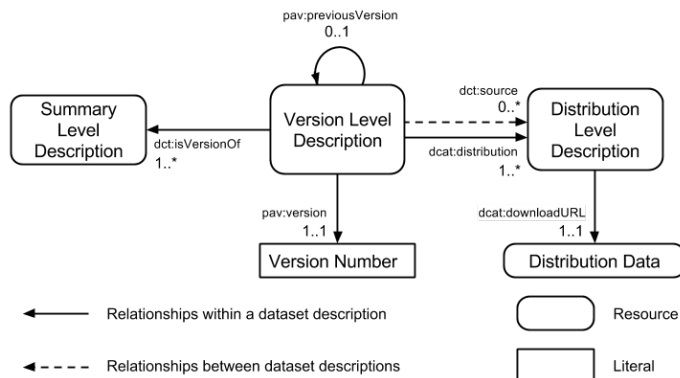 pav:previousVersion
0..1
Summary
Level
Description
dct:isVersionOf
1..*
Version Level
Description
dct:source
0..*
dcat:distribution
1..*
Distribution
Level
Description
pav:version
1..1
dcat:downloadURL
1..1
Version Number
Distribution Data
Relationships within a dataset description
Resource
Relationships between dataset descriptions
Literal